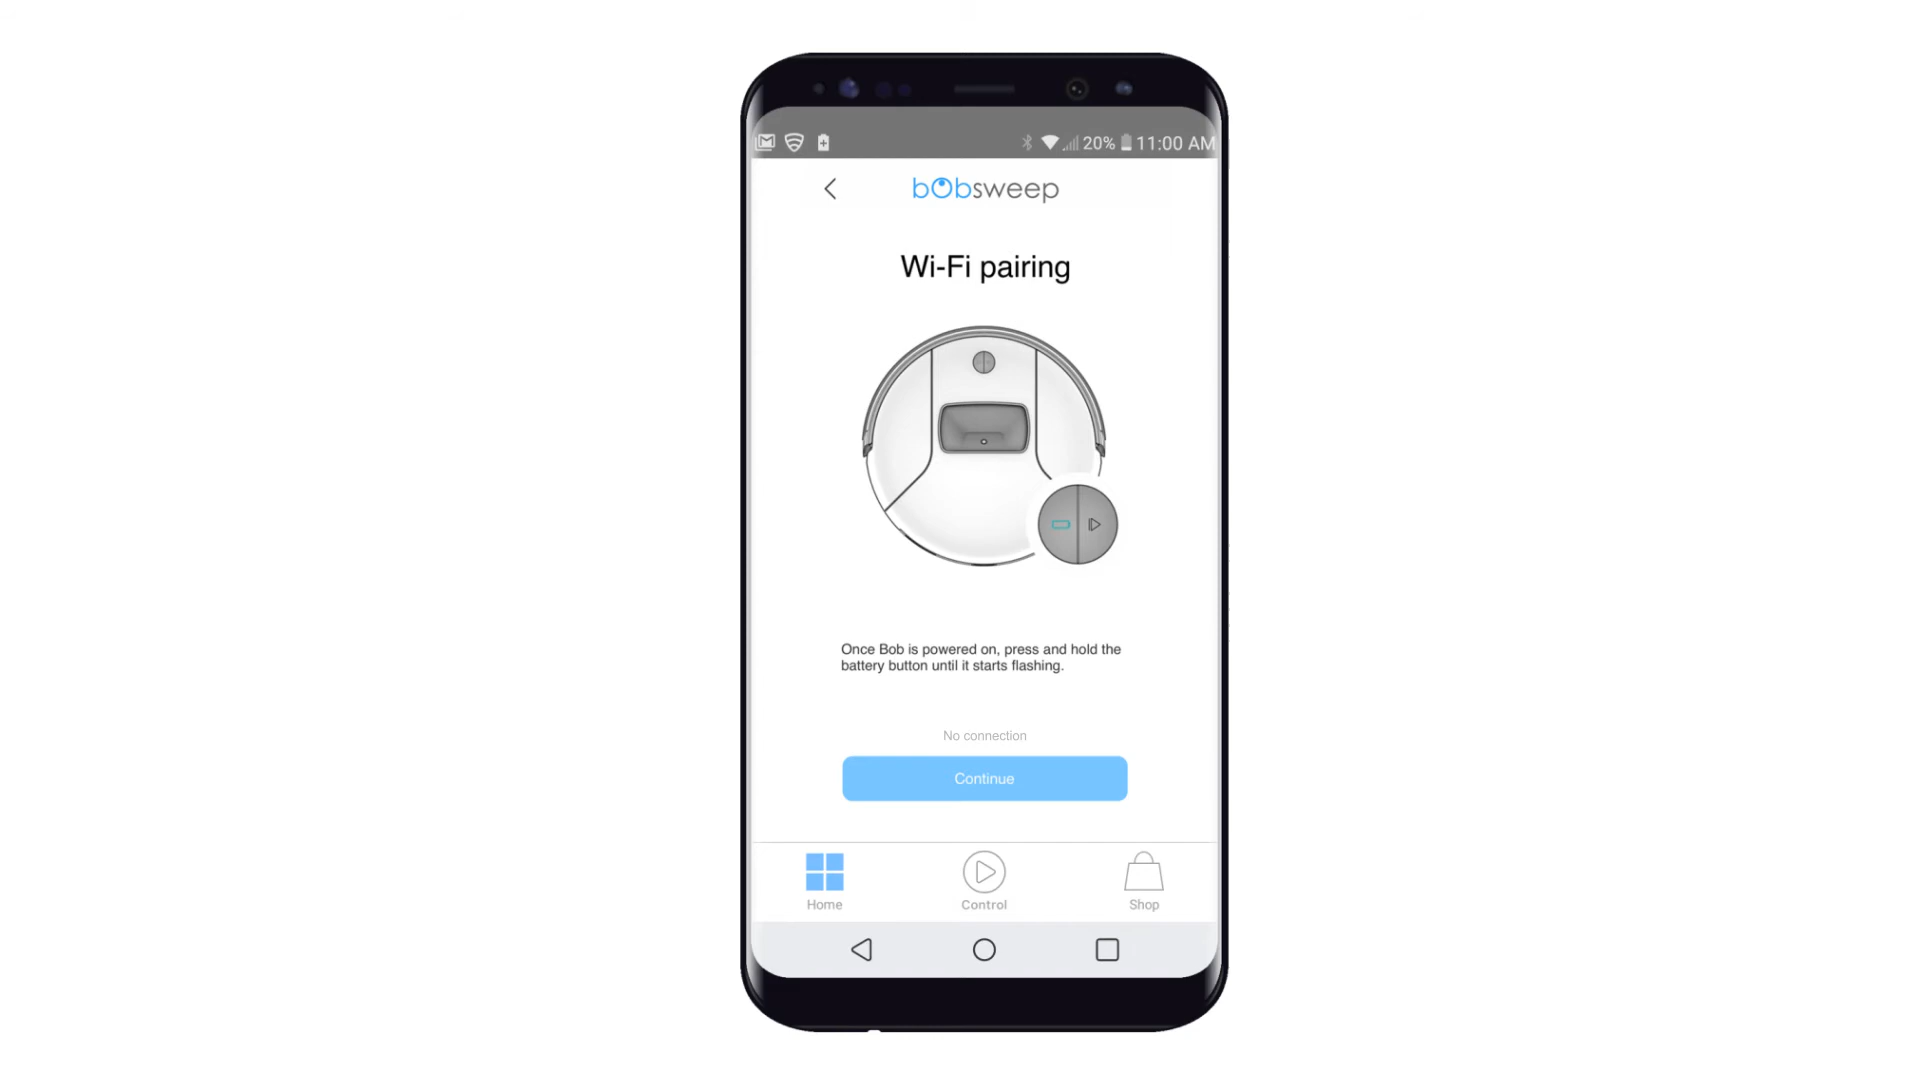 20% 11:00 AM
bobsweep
Wi-Fi pairing
Once Bob is powered on, press and hold the
battery button until it starts flashing.
No connection
Continue
Home Control Shop